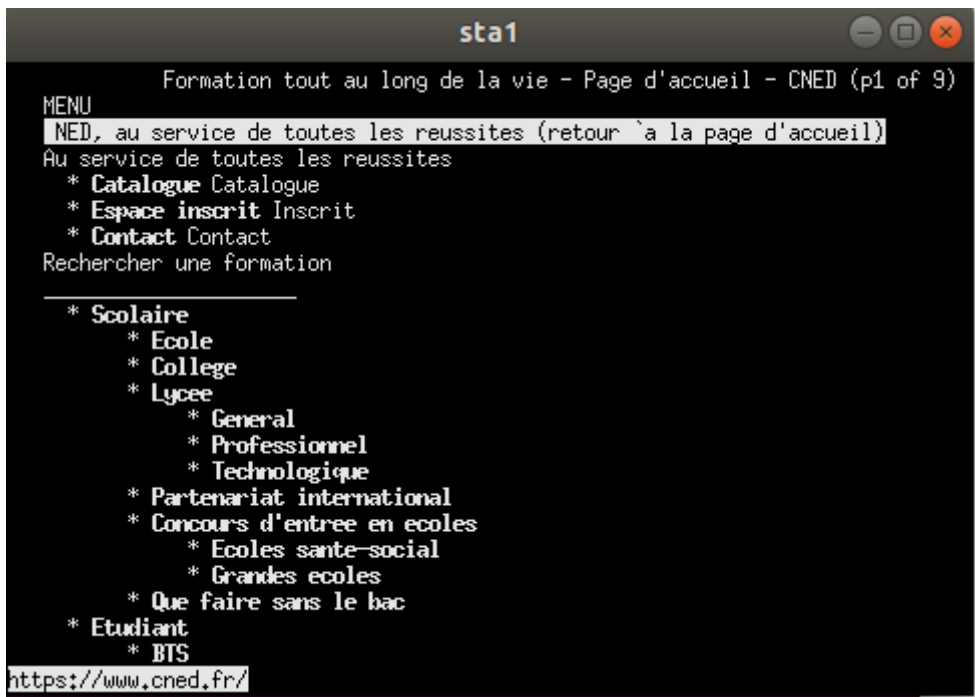 sta1
Formation tout au long de la vie - Page d'accueil - CNED (p1 of 9)
MENU
NED, au service de toutes les reussites (retour `a la page d'accueil)
Au service de toutes les reussites
* Catalogue Catalogue
* Espace inscrit Inscrit
* Contact Contact
Rechercher une formation
____________________
* Scolaire
* Ecole
* College
* Lycee
* General
* Professionnel
* Technologique
* Partenariat international
* Concours d'entree en ecoles
* Ecoles sante-social
* Grandes ecoles
* Que faire sans le bac
* Etudiant
* BTS
https://www.cned.fr/